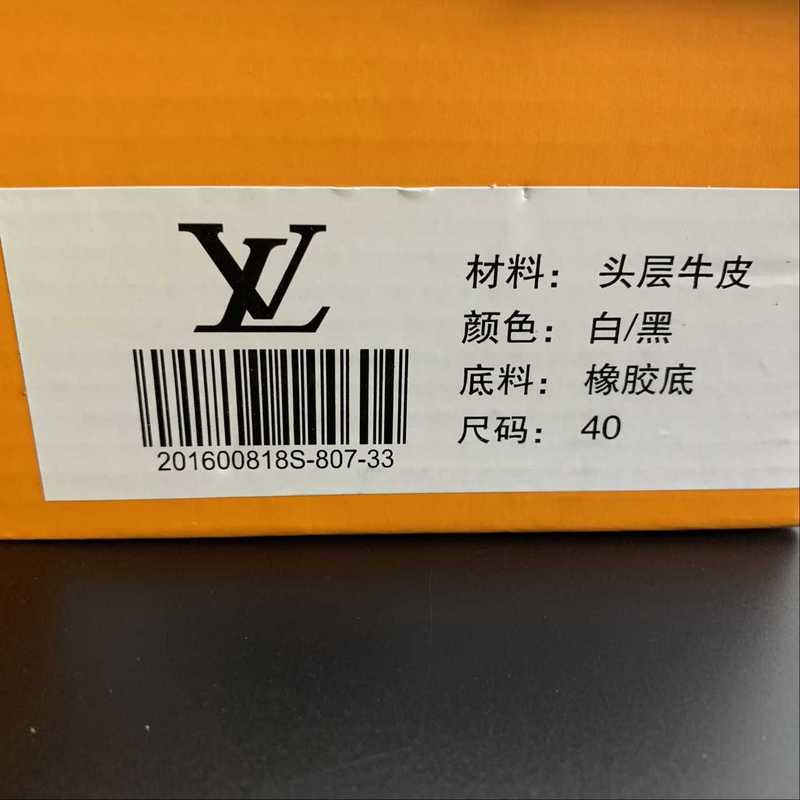 LV
201600818S-807-33
材料： 头层牛皮
颜色： 白/黑
底料： 橡胶底
尺码： 40